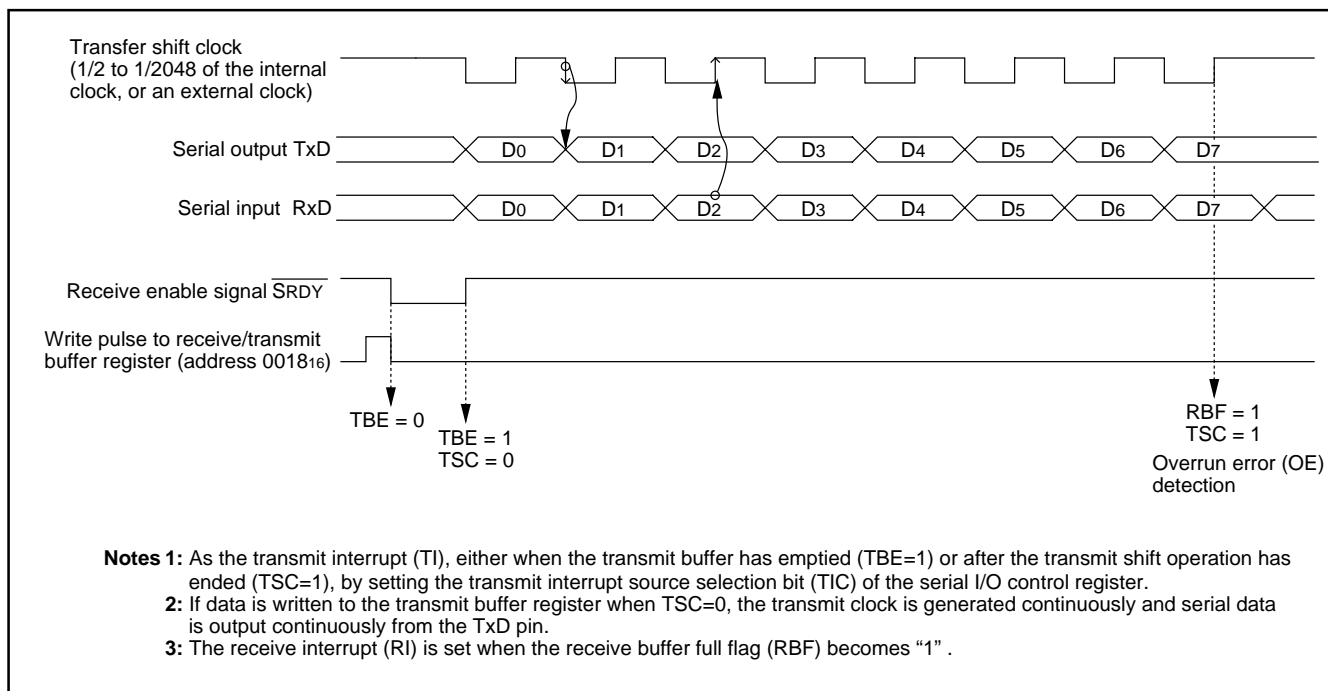 Transfer shift clock
(1/2 to 1/2048 of the internal
clock, or an external clock)
Serial output TxD
D0 D1 D2 D3 D4 D5 D6 D7
Serial input RxD
D0 D1 D2 D3 D4 D5 D6 D7
Receive enable signal SRDY
Write pulse to receive/transmit
buffer register (address 001816)
TBE = 0
TBE = 1
TSC = 0
RBF = 1
TSC = 1
Overrun error (OE)
detection
Notes 1: As the transmit interrupt (TI), either when the transmit buffer has emptied (TBE=1) or after the transmit shift operation has
ended (TSC=1), by setting the transmit interrupt source selection bit (TIC) of the serial I/O control register.
2: If data is written to the transmit buffer register when TSC=0, the transmit clock is generated continuously and serial data
is output continuously from the TxD pin.
3: The receive interrupt (RI) is set when the receive buffer full flag (RBF) becomes “1” .